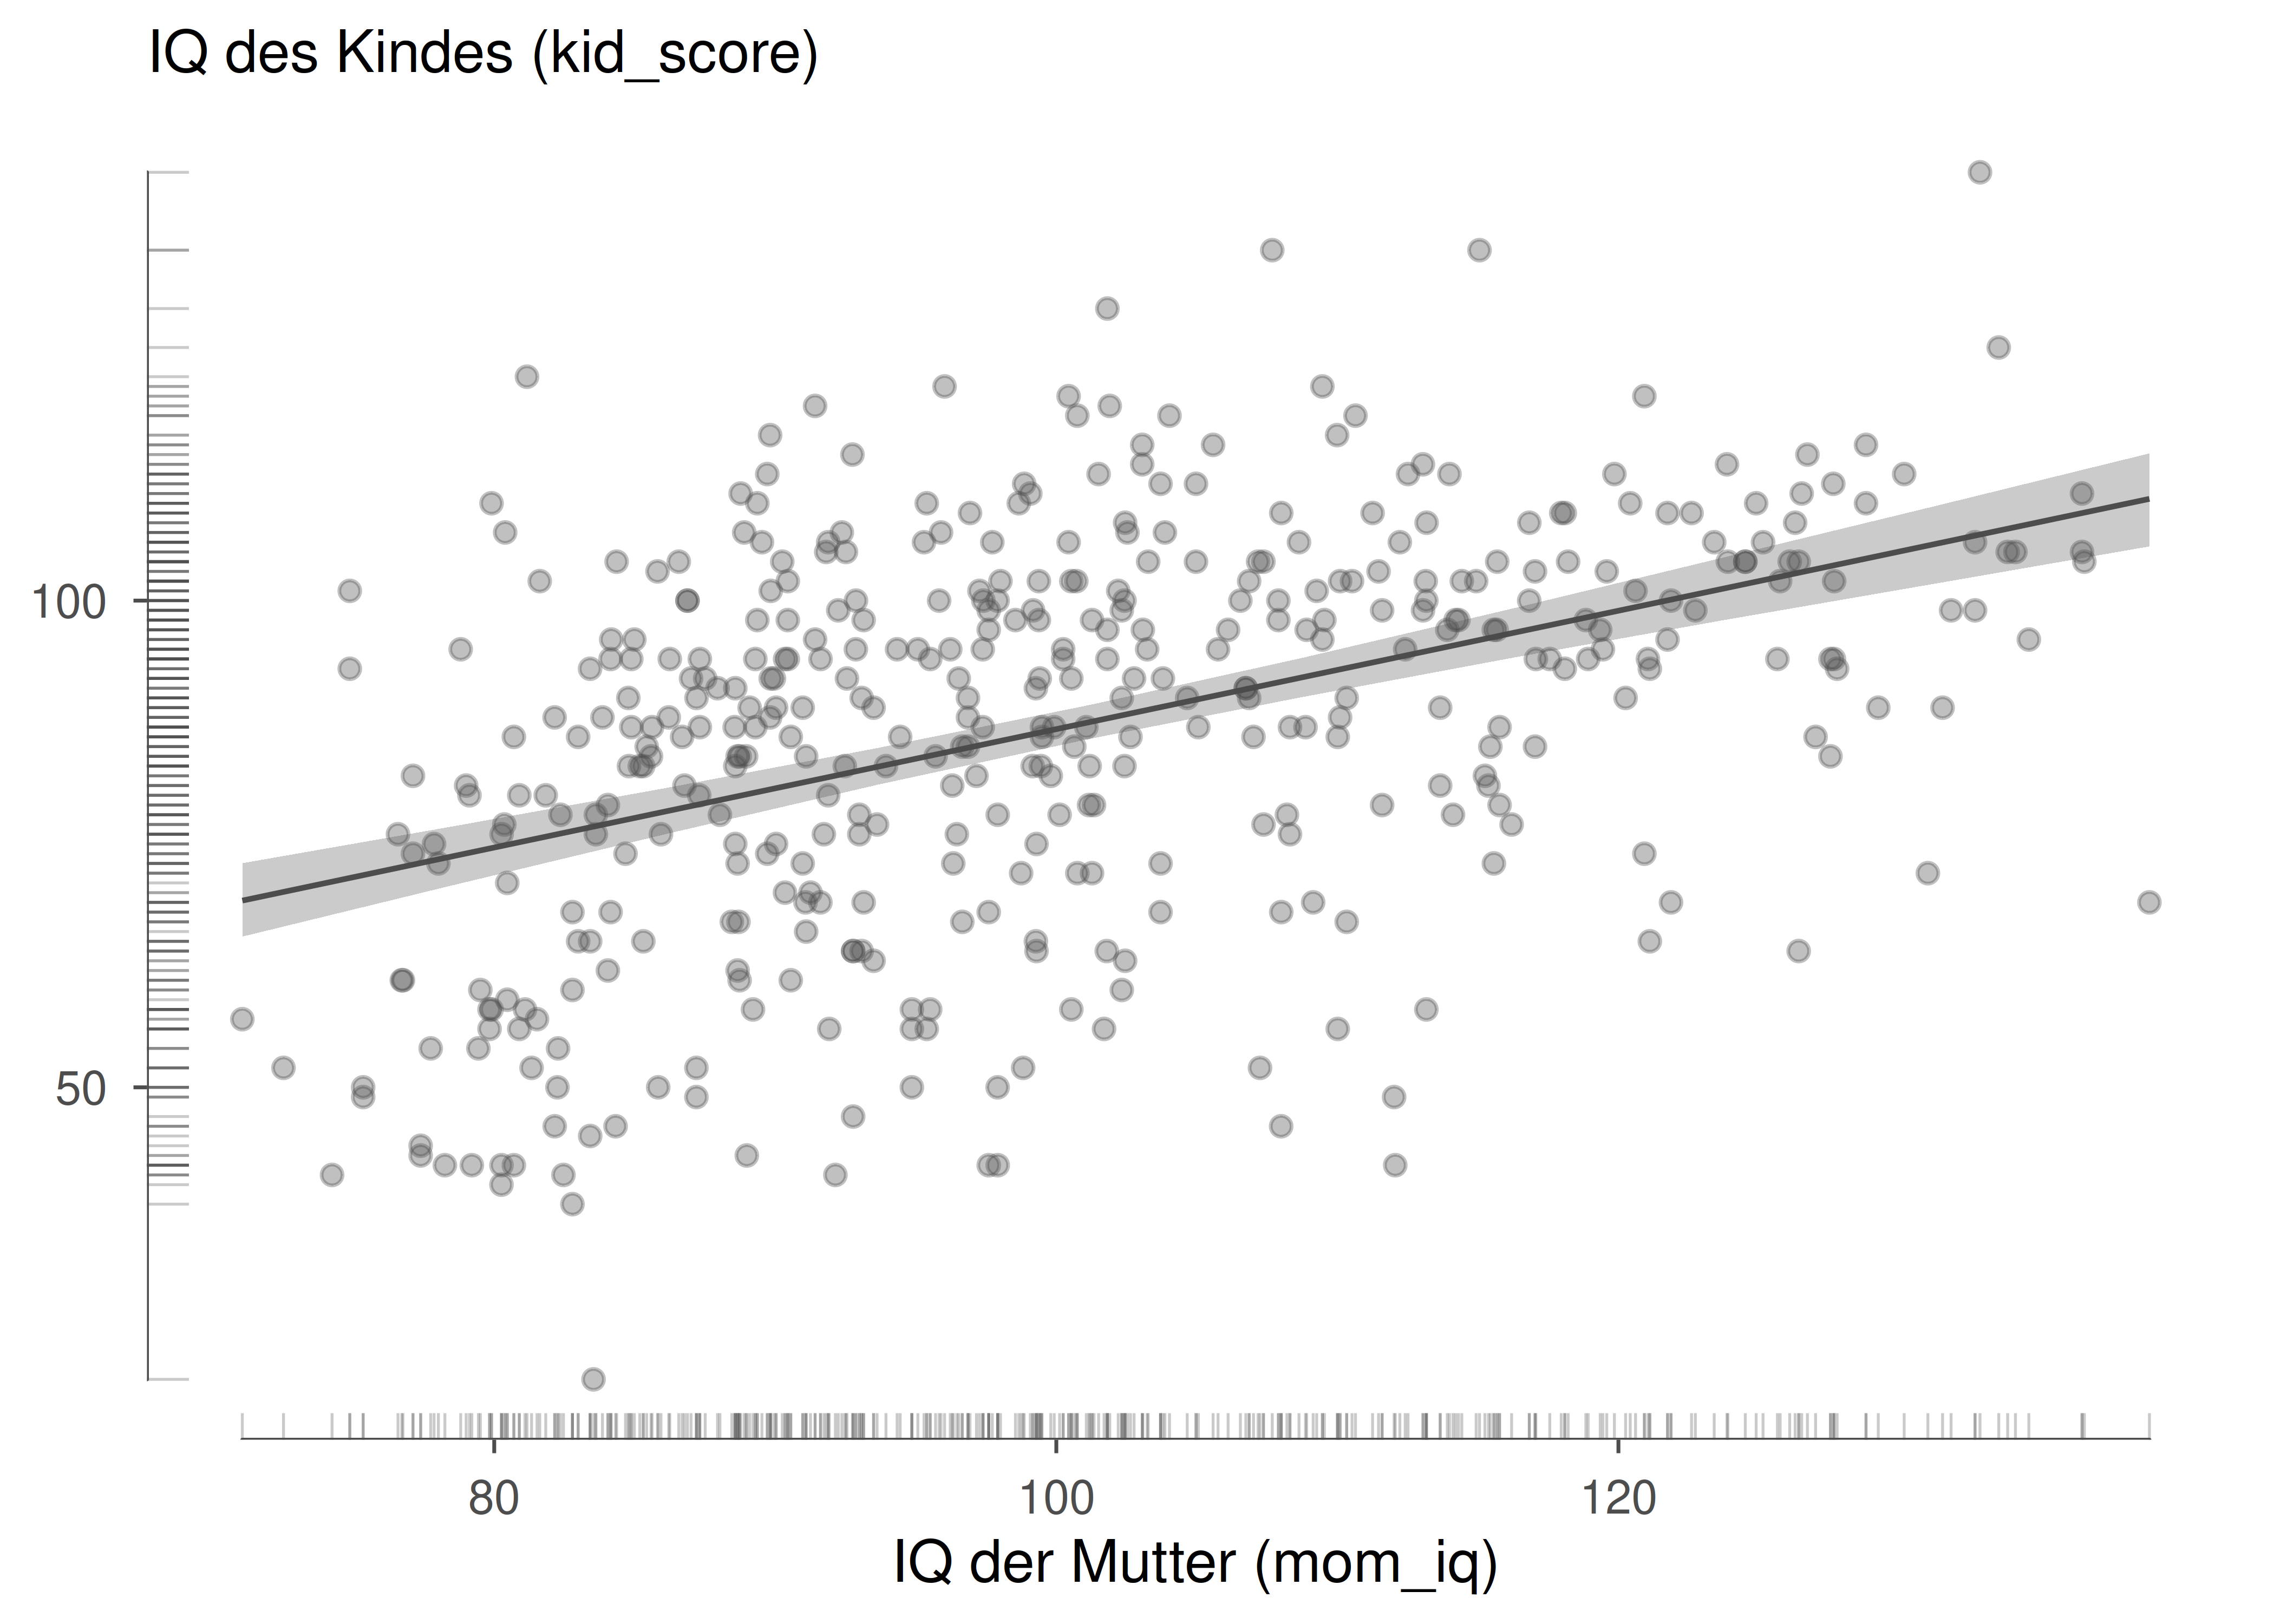 IQ des Kindes (kid_score)
100
50
80 100 120
IQ der Mutter (mom_iq)